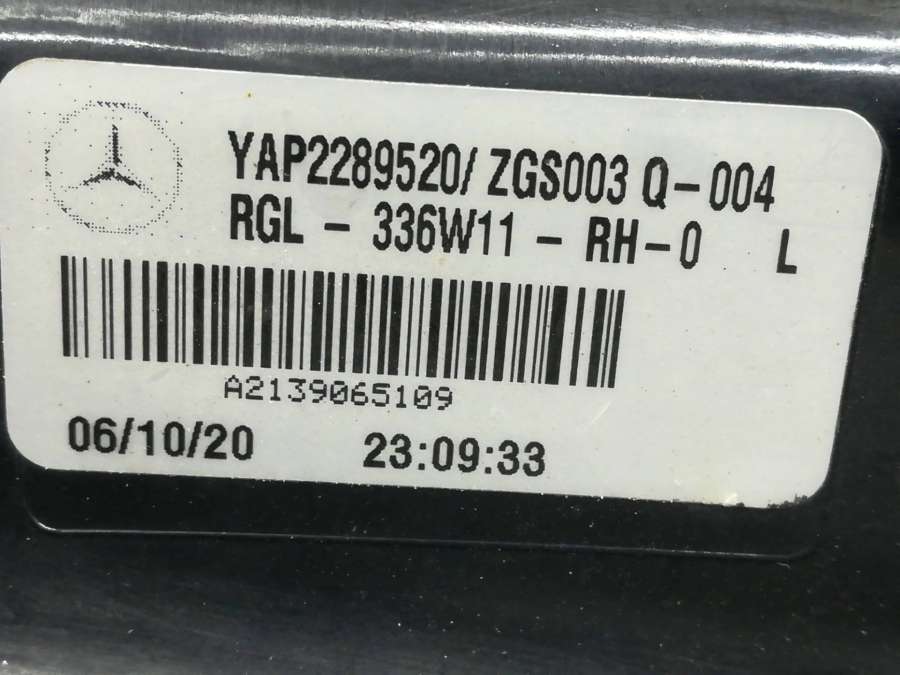 YAP2289520/ ZGS003 Q-004
RGL - 336W11 - RH-0 L
A2139065109
06/10/20 23:09:33